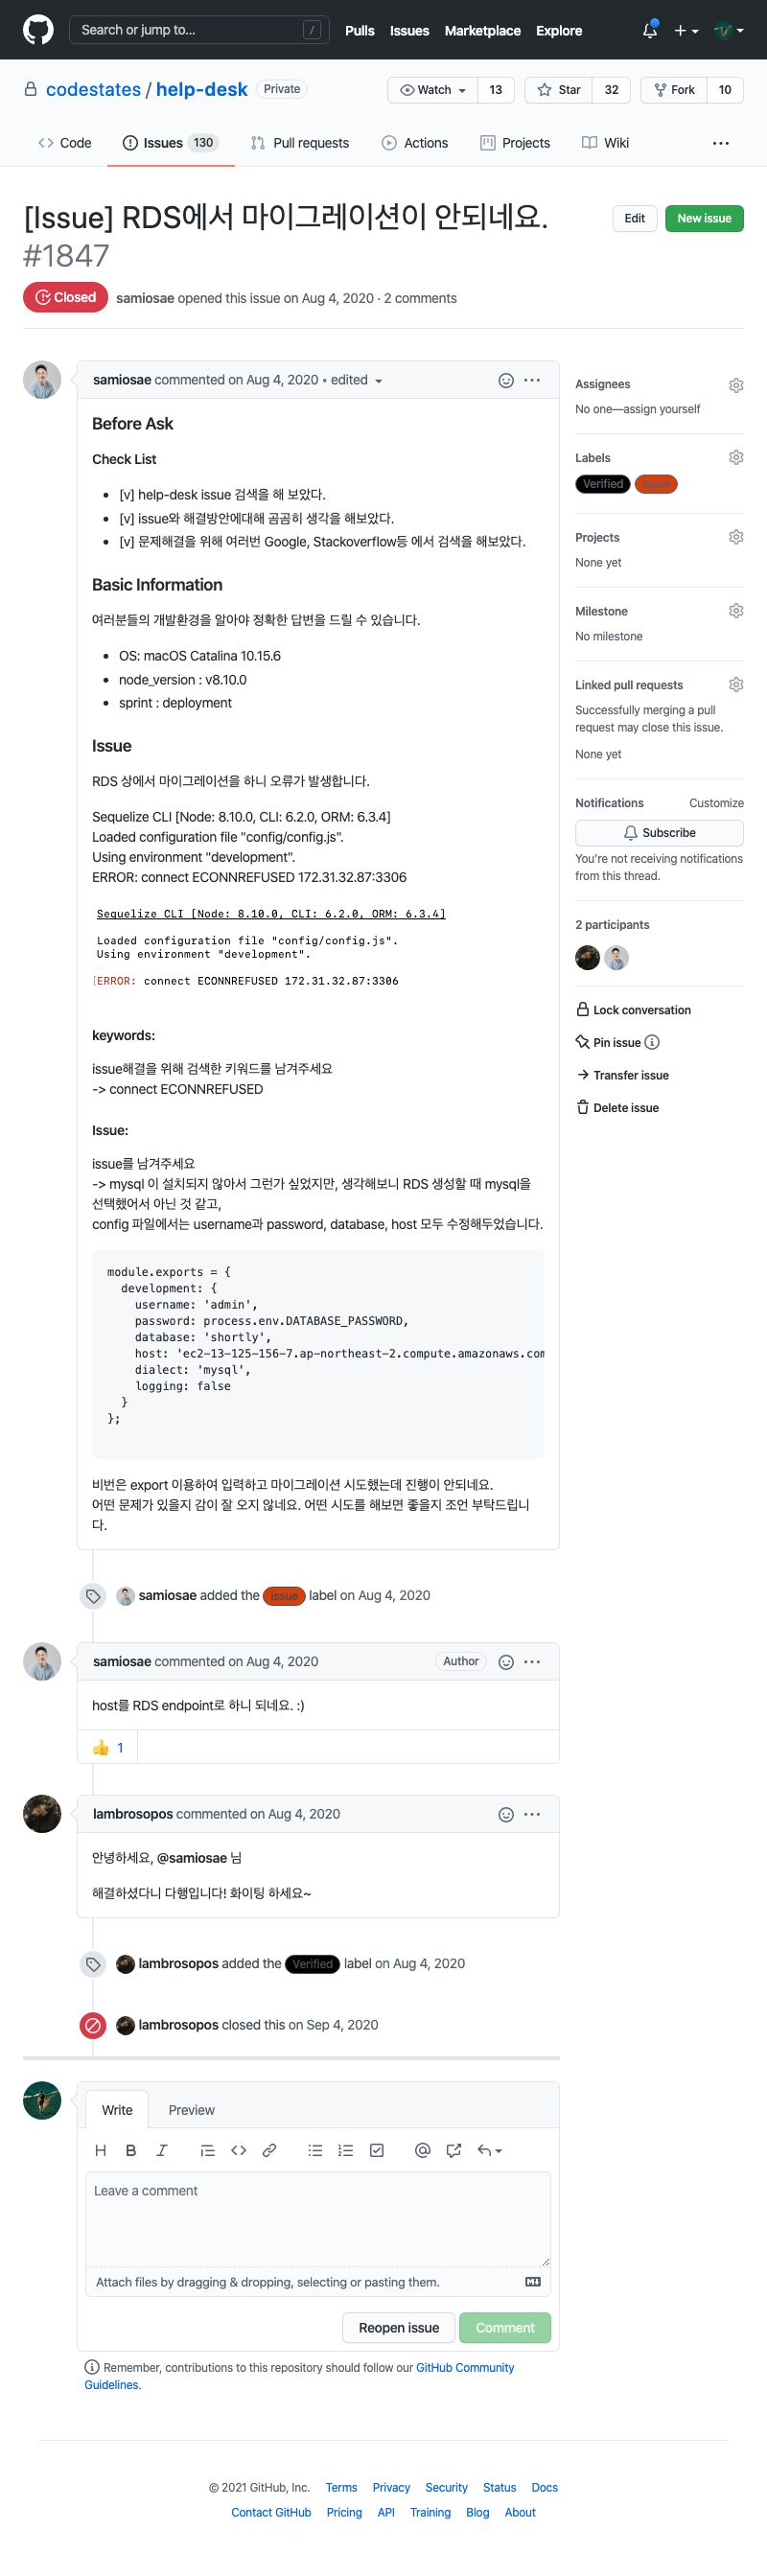 Search or jump to...
/
Pulls Issues Marketplace Explore
codestates / help-desk Private
Watch 13 Star 32 Fork 10
Code Issues 130 Pull requests Actions Projects Wiki
[Issue] RDS에서 마이그레이션이 안되네요.
#1847
Edit New issue
Closed samiosae opened this issue on Aug 4, 2020 · 2 comments
samiosae commented on Aug 4, 2020 • edited
Before Ask
Check List
• [v] help-desk issue 검색을 해 보았다.
• [v] issue와 해결방안에대해 곰곰히 생각을 해보았다.
• [v] 문제해결을 위해 여러번 Google, Stackoverflow등 에서 검색을 해보았다.
Basic Information
여러분들의 개발환경을 알아야 정확한 답변을 드릴 수 있습니다.
• OS: macOS Catalina 10.15.6
• node_version : v8.10.0
• sprint : deployment
Issue
RDS 상에서 마이그레이션을 하니 오류가 발생합니다.
Sequelize CLI [Node: 8.10.0, CLI: 6.2.0, ORM: 6.3.4]
Loaded configuration file "config/config.js".
Using environment "development".
ERROR: connect ECONNREFUSED 172.31.32.87:3306
Sequelize CLI [Node: 8.10.0, CLI: 6.2.0, ORM: 6.3.4]
Loaded configuration file "config/config.js".
Using environment "development".
ERROR: connect ECONNREFUSED 172.31.32.87:3306
keywords:
issue해결을 위해 검색한 키워드를 남겨주세요
-> connect ECONNREFUSED
Issue:
issue를 남겨주세요
-> mysql 이 설치되지 않아서 그런가 싶었지만, 생각해보니 RDS 생성할 때 mysql을
선택했어서 아닌 것 같고,
config 파일에서는 username과 password, database, host 모두 수정해두었습니다.
module.exports = {
development: {
username: 'admin',
password: process.env.DATABASE_PASSWORD,
database: 'shortly',
host: 'ec2-13-125-156-7.ap-northeast-2.compute.amazonaws.com
dialect: 'mysql',
logging: false
}
};
비번은 export 이용하여 입력하고 마이그레이션 시도했는데 진행이 안되네요.
어떤 문제가 있을지 감이 잘 오지 않네요. 어떤 시도를 해보면 좋을지 조언 부탁드립니
다.
samiosae added the issue label on Aug 4, 2020
samiosae commented on Aug 4, 2020 Author
host를 RDS endpoint로 하니 되네요. :)
👍 1
lambrosopos commented on Aug 4, 2020
안녕하세요, @samiosae 님
해결하셨다니 다행입니다! 화이팅 하세요~
lambrosopos added the Verified label on Aug 4, 2020
lambrosopos closed this on Sep 4, 2020
Write Preview
Leave a comment
Attach files by dragging & dropping, selecting or pasting them.
Reopen issue Comment
Remember, contributions to this repository should follow our GitHub Community
Guidelines.
Assignees
No one—assign yourself
Labels
Verified issue
Projects
None yet
Milestone
No milestone
Linked pull requests
Successfully merging a pull
request may close this issue.
None yet
Notifications Customize
Subscribe
You're not receiving notifications
from this thread.
2 participants
Lock conversation
Pin issue
Transfer issue
Delete issue
© 2021 GitHub, Inc. Terms Privacy Security Status Docs
Contact GitHub Pricing API Training Blog About